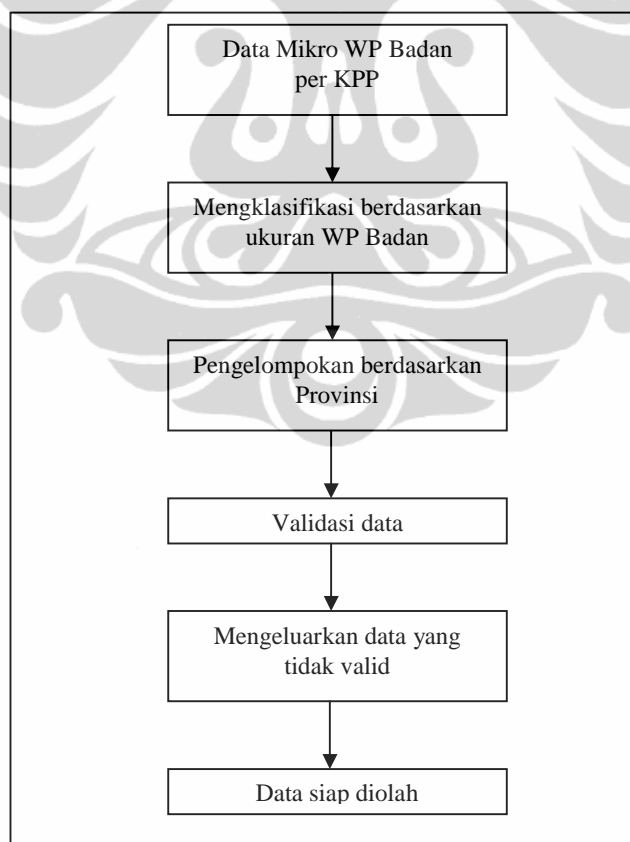 Data Mikro WP Badan
per KPP
Mengklasifikasi berdasarkan
ukuran WP Badan
Pengelompokan berdasarkan
Provinsi
Validasi data
Mengeluarkan data yang
tidak valid
Data siap diolah